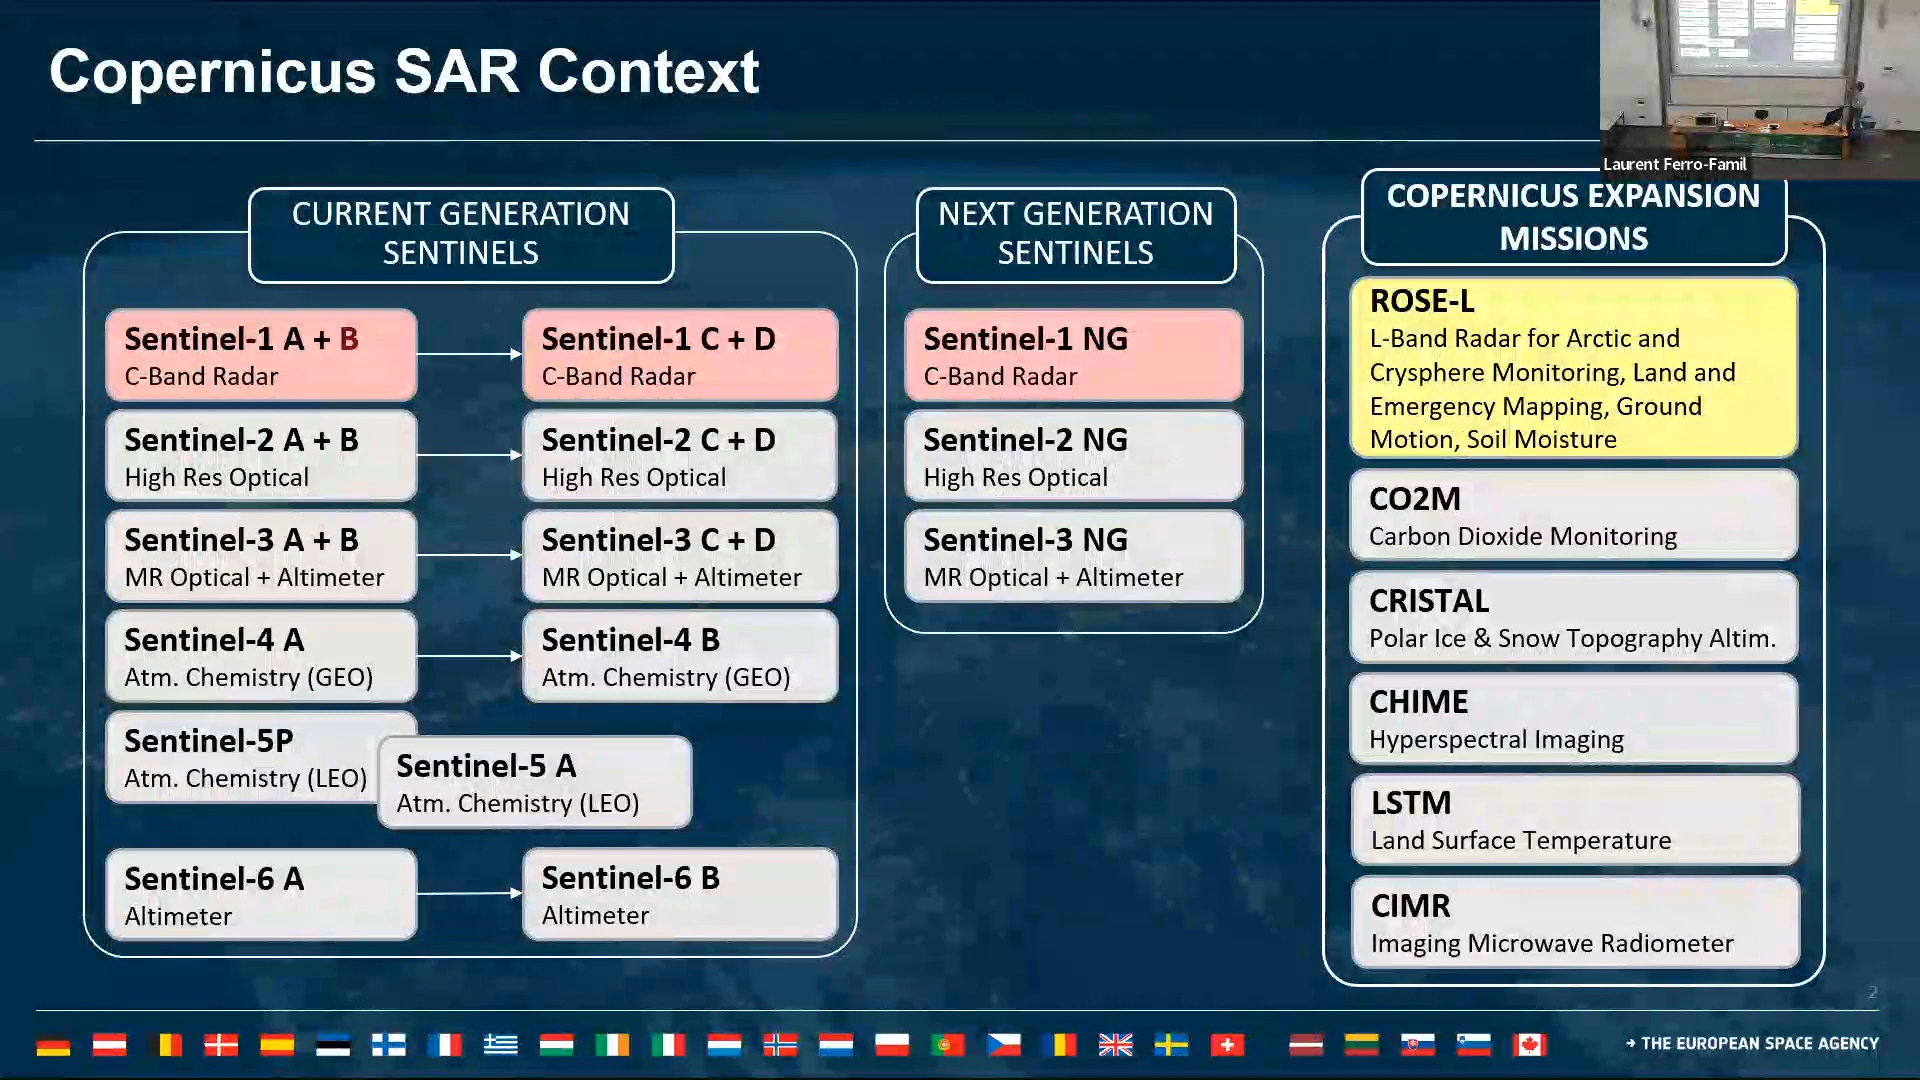 Copernicus SAR Context
Laurent Ferro-Famil
CURRENT GENERATION
SENTINELS
Sentinel-1 A + B
C-Band Radar
Sentinel-1 C + D
C-Band Radar
Sentinel-2 A + B
High Res Optical
Sentinel-2 C + D
High Res Optical
Sentinel-3 A + B
MR Optical + Altimeter
Sentinel-3 C + D
MR Optical + Altimeter
Sentinel-4 A
Atm. Chemistry (GEO)
Sentinel-4 B
Atm. Chemistry (GEO)
Sentinel-5P
Atm. Chemistry (LEO)
Sentinel-5 A
Atm. Chemistry (LEO)
Sentinel-6 A
Altimeter
Sentinel-6 B
Altimeter
NEXT GENERATION
SENTINELS
Sentinel-1 NG
C-Band Radar
Sentinel-2 NG
High Res Optical
Sentinel-3 NG
MR Optical + Altimeter
COPERNICUS EXPANSION
MISSIONS
ROSE-L
L-Band Radar for Arctic and
Crysphere Monitoring, Land and
Emergency Mapping, Ground
Motion, Soil Moisture
CO2M
Carbon Dioxide Monitoring
CRISTAL
Polar Ice & Snow Topography Altim.
CHIME
Hyperspectral Imaging
LSTM
Land Surface Temperature
CIMR
Imaging Microwave Radiometer
2
→ THE EUROPEAN SPACE AGENCY